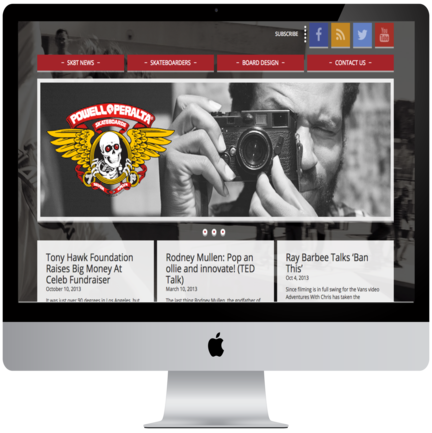 SUBSCRIBE
~ SK8T NEWS ~
~ SKATEBOARDERS ~
~ BOARD DESIGN ~
~ CONTACT US ~
POWELL PERALTA
SKATEBOARDS
Tony Hawk Foundation
Raises Big Money At
Celeb Fundraiser
October 10, 2013
It was just over 90 degrees in Los Angeles, but
Rodney Mullen: Pop an
ollie and innovate! (TED
Talk)
March 10, 2013
The last thing Rodney Mullen, the godfather of
Ray Barbee Talks ‘Ban
This’
Oct 4, 2013
Since filming is in full swing for the Vans video
Adventures With Chris has taken the